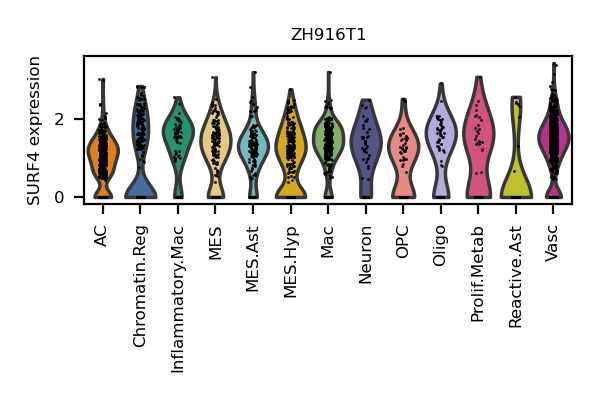 ZH916T1
SURF4 expression
2
0
AC
Chromatin.Reg
Inflammatory.Mac
MES
MES.Ast
MES.Hyp
Mac
Neuron
OPC
Oligo
Prolif.Metab
Reactive.Ast
Vasc